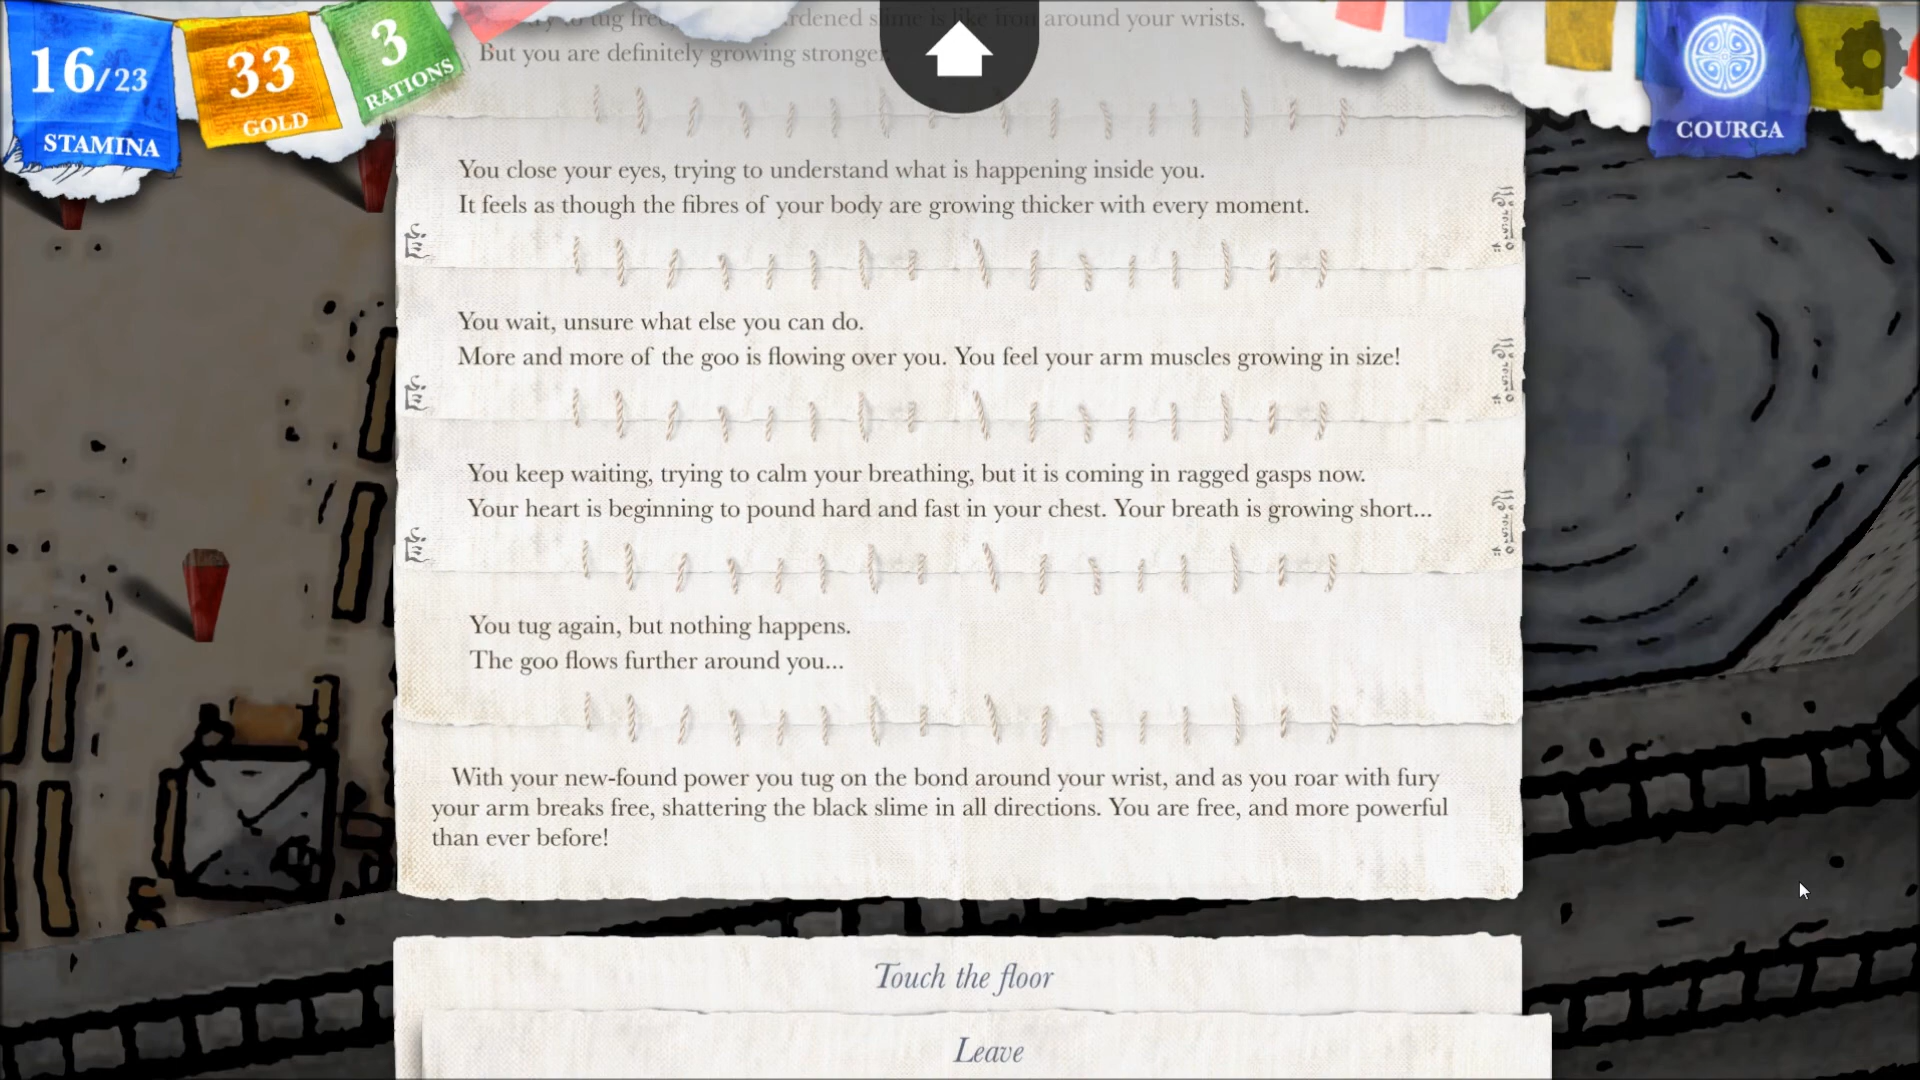 16/23
STAMINA
33
GOLD
3
RATIONS
COURGA
to tug free rdened slime is like iron around your wrists.
But you are definitely growing stronger
You close your eyes, trying to understand what is happening inside you.
It feels as though the fibres of your body are growing thicker with every moment.
You wait, unsure what else you can do.
More and more of the goo is flowing over you. You feel your arm muscles growing in size!
You keep waiting, trying to calm your breathing, but it is coming in ragged gasps now.
Your heart is beginning to pound hard and fast in your chest. Your breath is growing short...
You tug again, but nothing happens.
The goo flows further around you...
With your new-found power you tug on the bond around your wrist, and as you roar with fury
your arm breaks free, shattering the black slime in all directions. You are free, and more powerful
than ever before!
Touch the floor
Leave